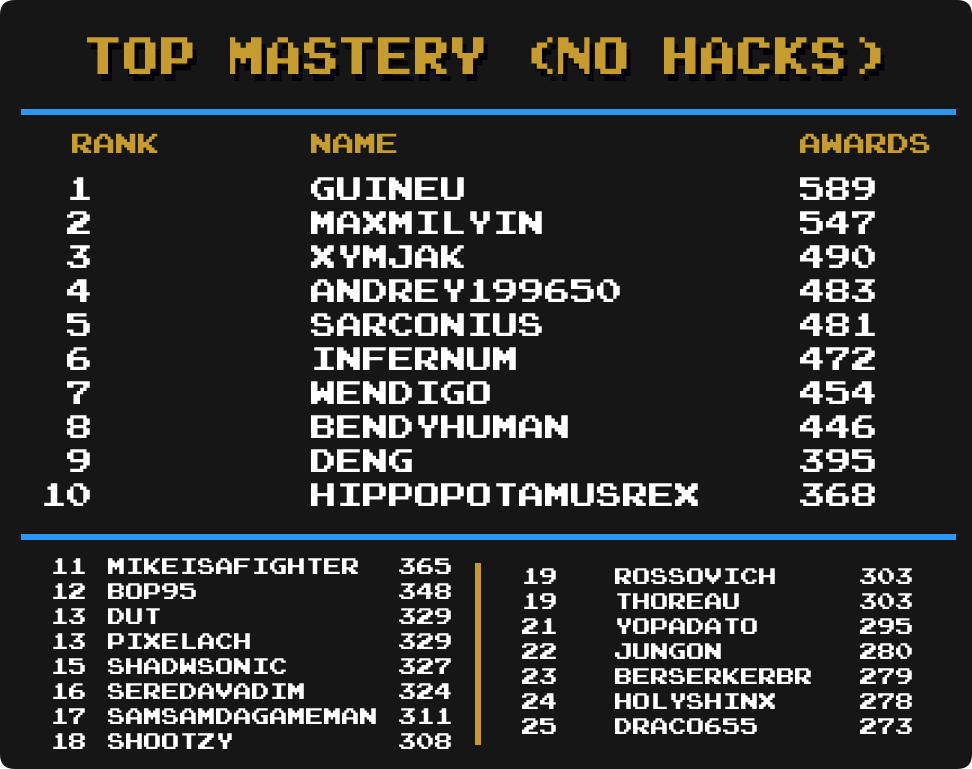 TOP MASTERY (NO HACKS)
RANK NAME AWARDS
1 GUINEU 589
2 MAXMILYIN 547
3 XYMJAK 490
4 ANDREY199650 483
5 SARCONIUS 481
6 INFERNUM 472
7 WENDIGO 454
8 BENDYHUMAN 446
9 DENG 395
10 HIPPOPOTAMUSREX 368
11 MIKEISAFIGHTER 365
12 BOP95 348
13 DUT 329
13 PIXELACH 329
15 SHADWSONIC 327
16 SEREDAVADIM 324
17 SAMSAMDAGAMEMAN 311
18 SHOOTZY 308
19 ROSSOVICH 303
19 THOREAU 303
21 YOPADATO 295
22 JUNGON 280
23 BERSERKERBR 279
24 HOLYSHINX 278
25 DRACO655 273